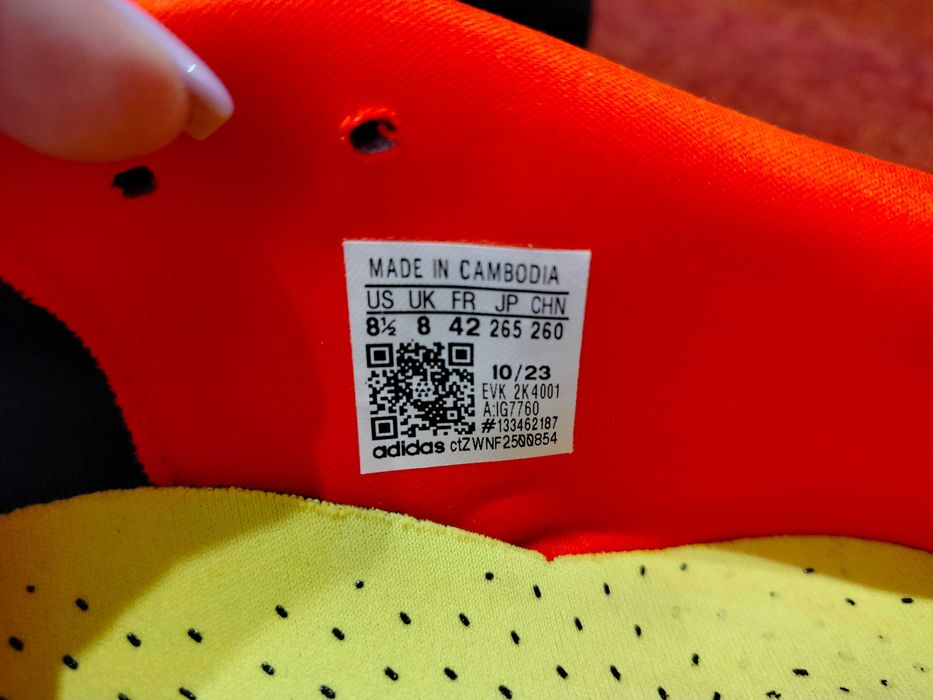 MADE IN CAMBODIA
US UK FR JP CHN
8½ 8 42 265 260
10/23
EVK 2K4001
A:IG7760
#133462187
adidas ctZWNF2500854